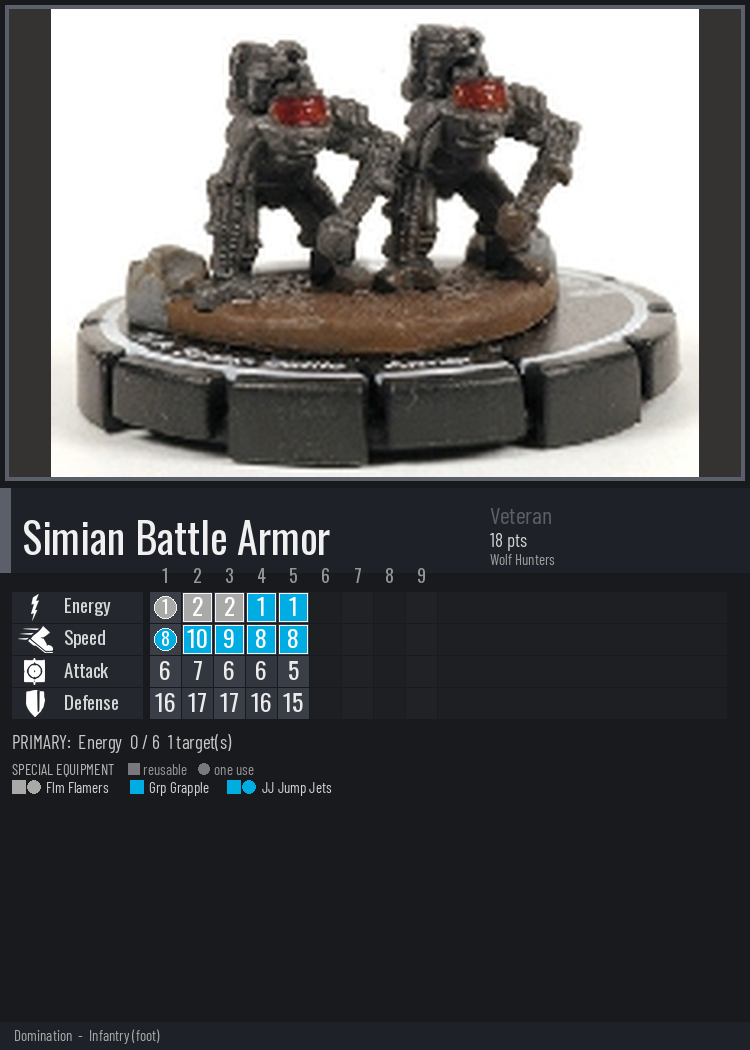 Simian Battle Armor
Veteran
18 pts
Wolf Hunters
1 2 3 4 5 6 7 8 9
Energy 1 2 2 1 1
Speed 8 10 9 8 8
Attack 6 7 6 6 5
Defense 16 17 17 16 15
PRIMARY: Energy 0 / 6 1 target(s)
SPECIAL EQUIPMENT reusable one use
Flm Flamers Grp Grapple JJ Jump Jets
Domination - Infantry (foot)